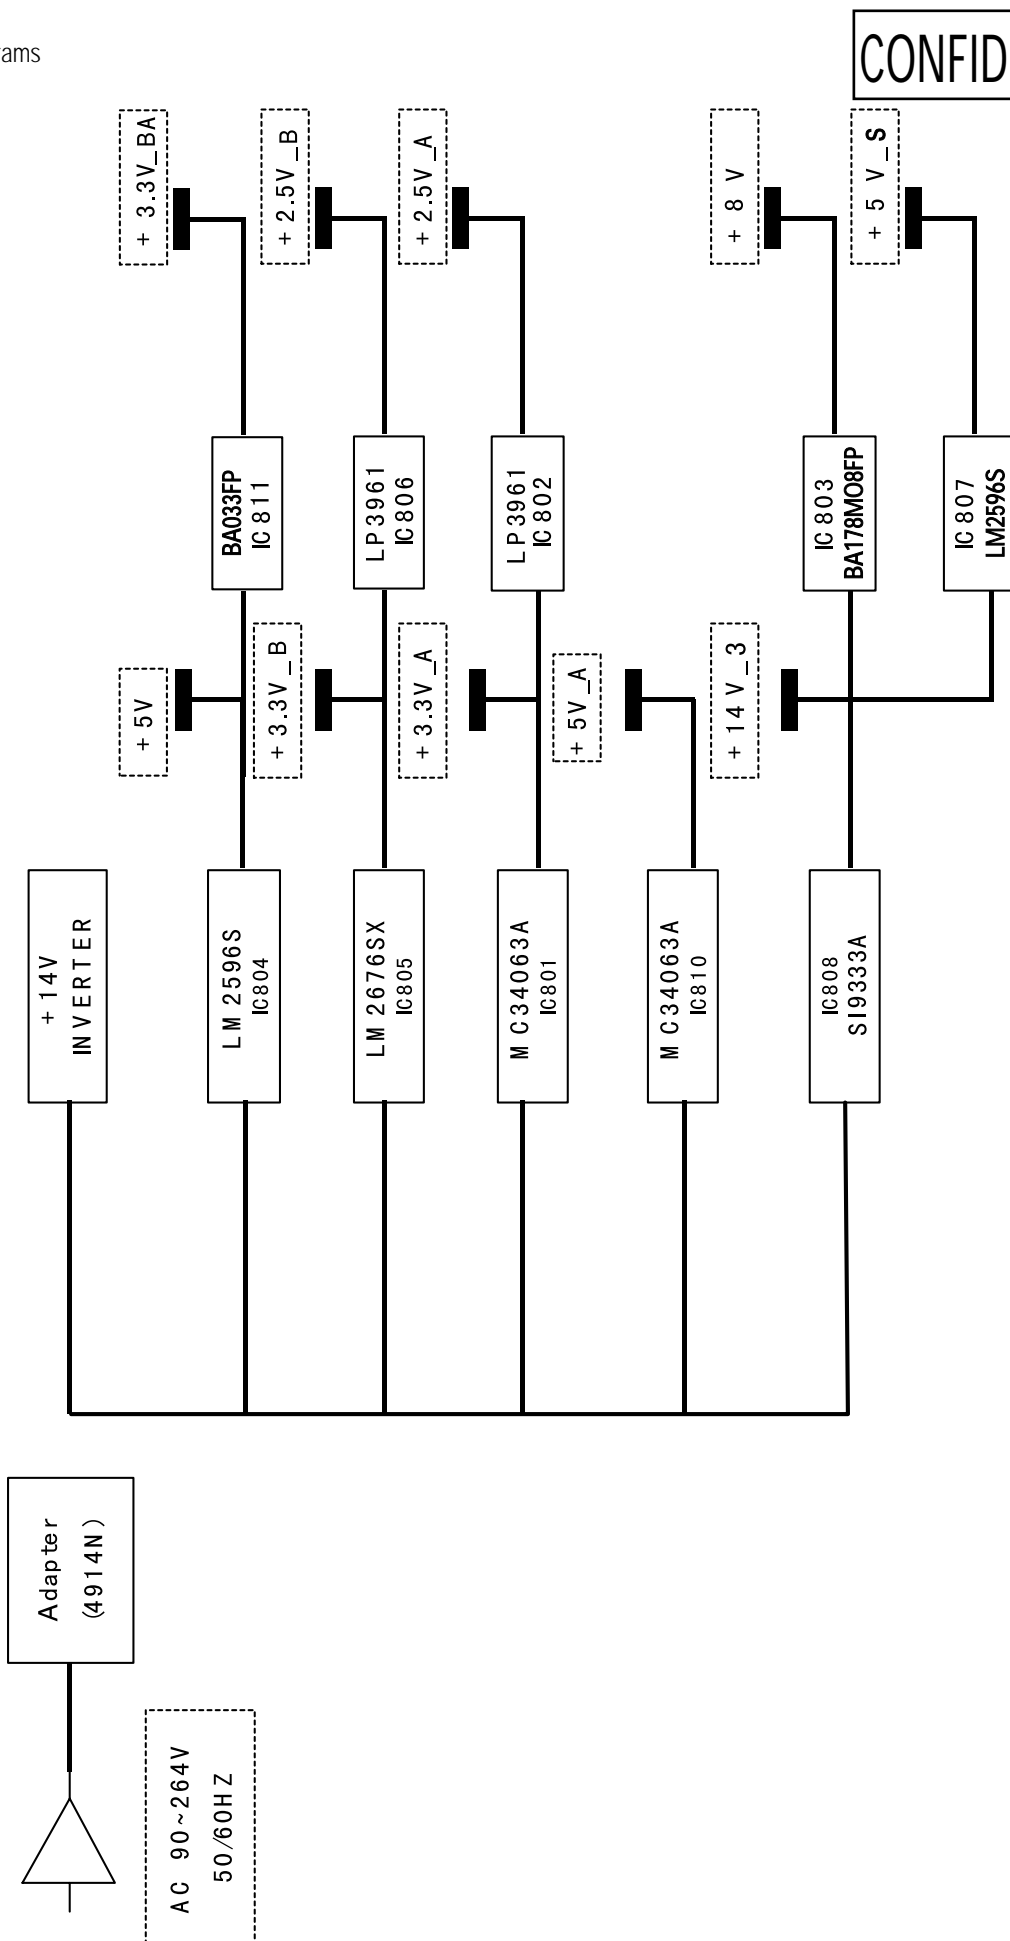 ams
CONFID
+ 3.3V_BA
+ 2.5V_B
+ 2.5V_A
+ 8 V
+ 5 V_S
BA033FP
IC811
LP3961
IC806
LP3961
IC802
IC803
BA178MO8FP
IC807
LM2596S
+ 5V
+ 3.3V_B
+ 3.3V_A
+ 5V_A
+ 14V_3
+ 14V
INVERTER
LM2596S
IC804
LM2676SX
IC805
MC34063A
IC801
MC34063A
IC810
IC808
SI9333A
Adapter
(4914N)
AC 90~264V
50/60HZ